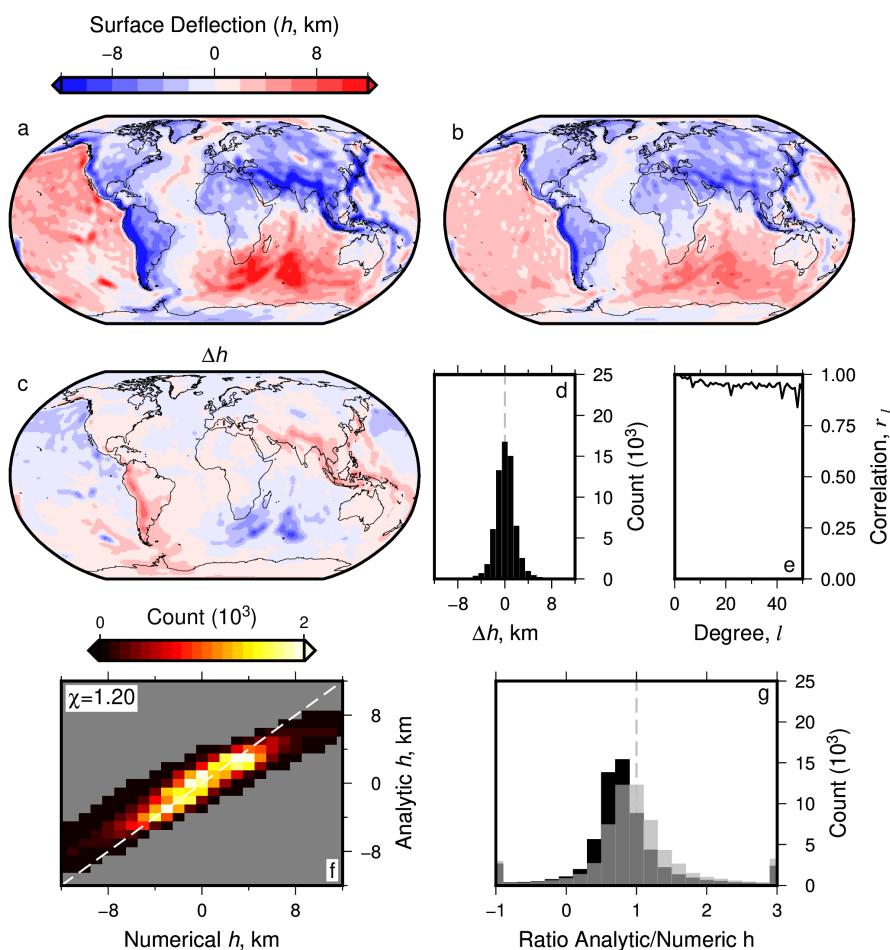 Surface Deflection (h, km)
−8 0 8
a
b
Δh
c
d
25
20
15
10
5
0
Count (10³)
−8 0 8
Δh, km
1.00
0.75
0.50
0.25
0.00
Correlation, r_l
e
0 20 40
Degree, l
Count (10³)
0 2
χ=1.20
8
0
−8
Analytic h, km
f
−8 0 8
Numerical h, km
g
25
20
15
10
5
0
Count (10³)
−1 0 1 2 3
Ratio Analytic/Numeric h